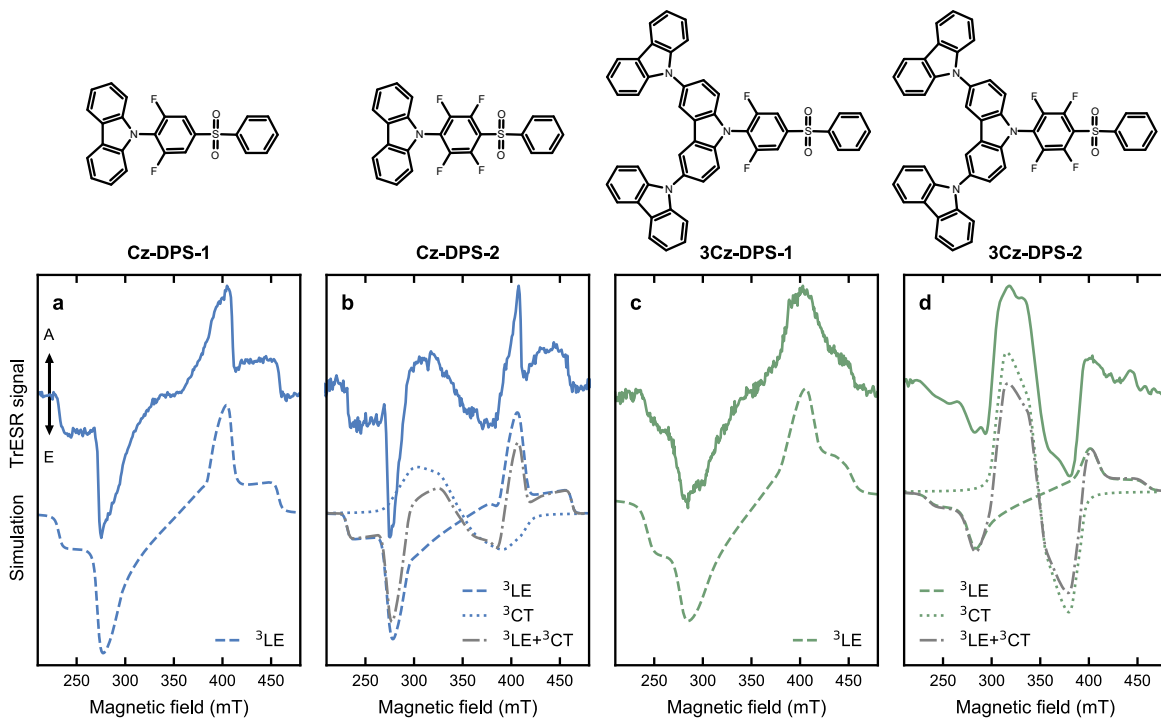 F
F
N
S
O
O
F
F
F
F
N
S
O
O
N
N
N
F
F
S
O
O
N
N
N
F
F
F
F
S
O
O
Cz-DPS-1
Cz-DPS-2
3Cz-DPS-1
3Cz-DPS-2
TrESR signal
Simulation
a
A
E
³LE
250 300 350 400 450
Magnetic field (mT)
b
³LE
³CT
³LE+³CT
250 300 350 400 450
Magnetic field (mT)
c
³LE
250 300 350 400 450
Magnetic field (mT)
d
³LE
³CT
³LE+³CT
250 300 350 400 450
Magnetic field (mT)